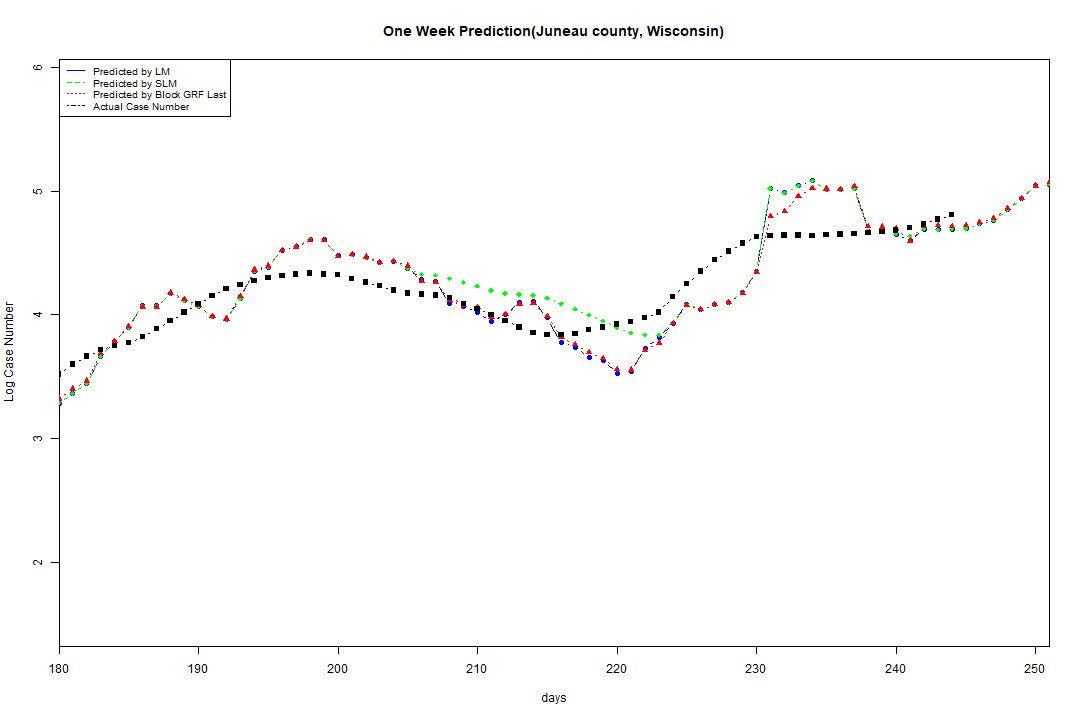 One Week Prediction(Juneau county, Wisconsin)
Predicted by LM
Predicted by SLM
Predicted by Block GRF Last
Actual Case Number
6
5
4
3
2
Log Case Number
180 190 200 210 220 230 240 250
days